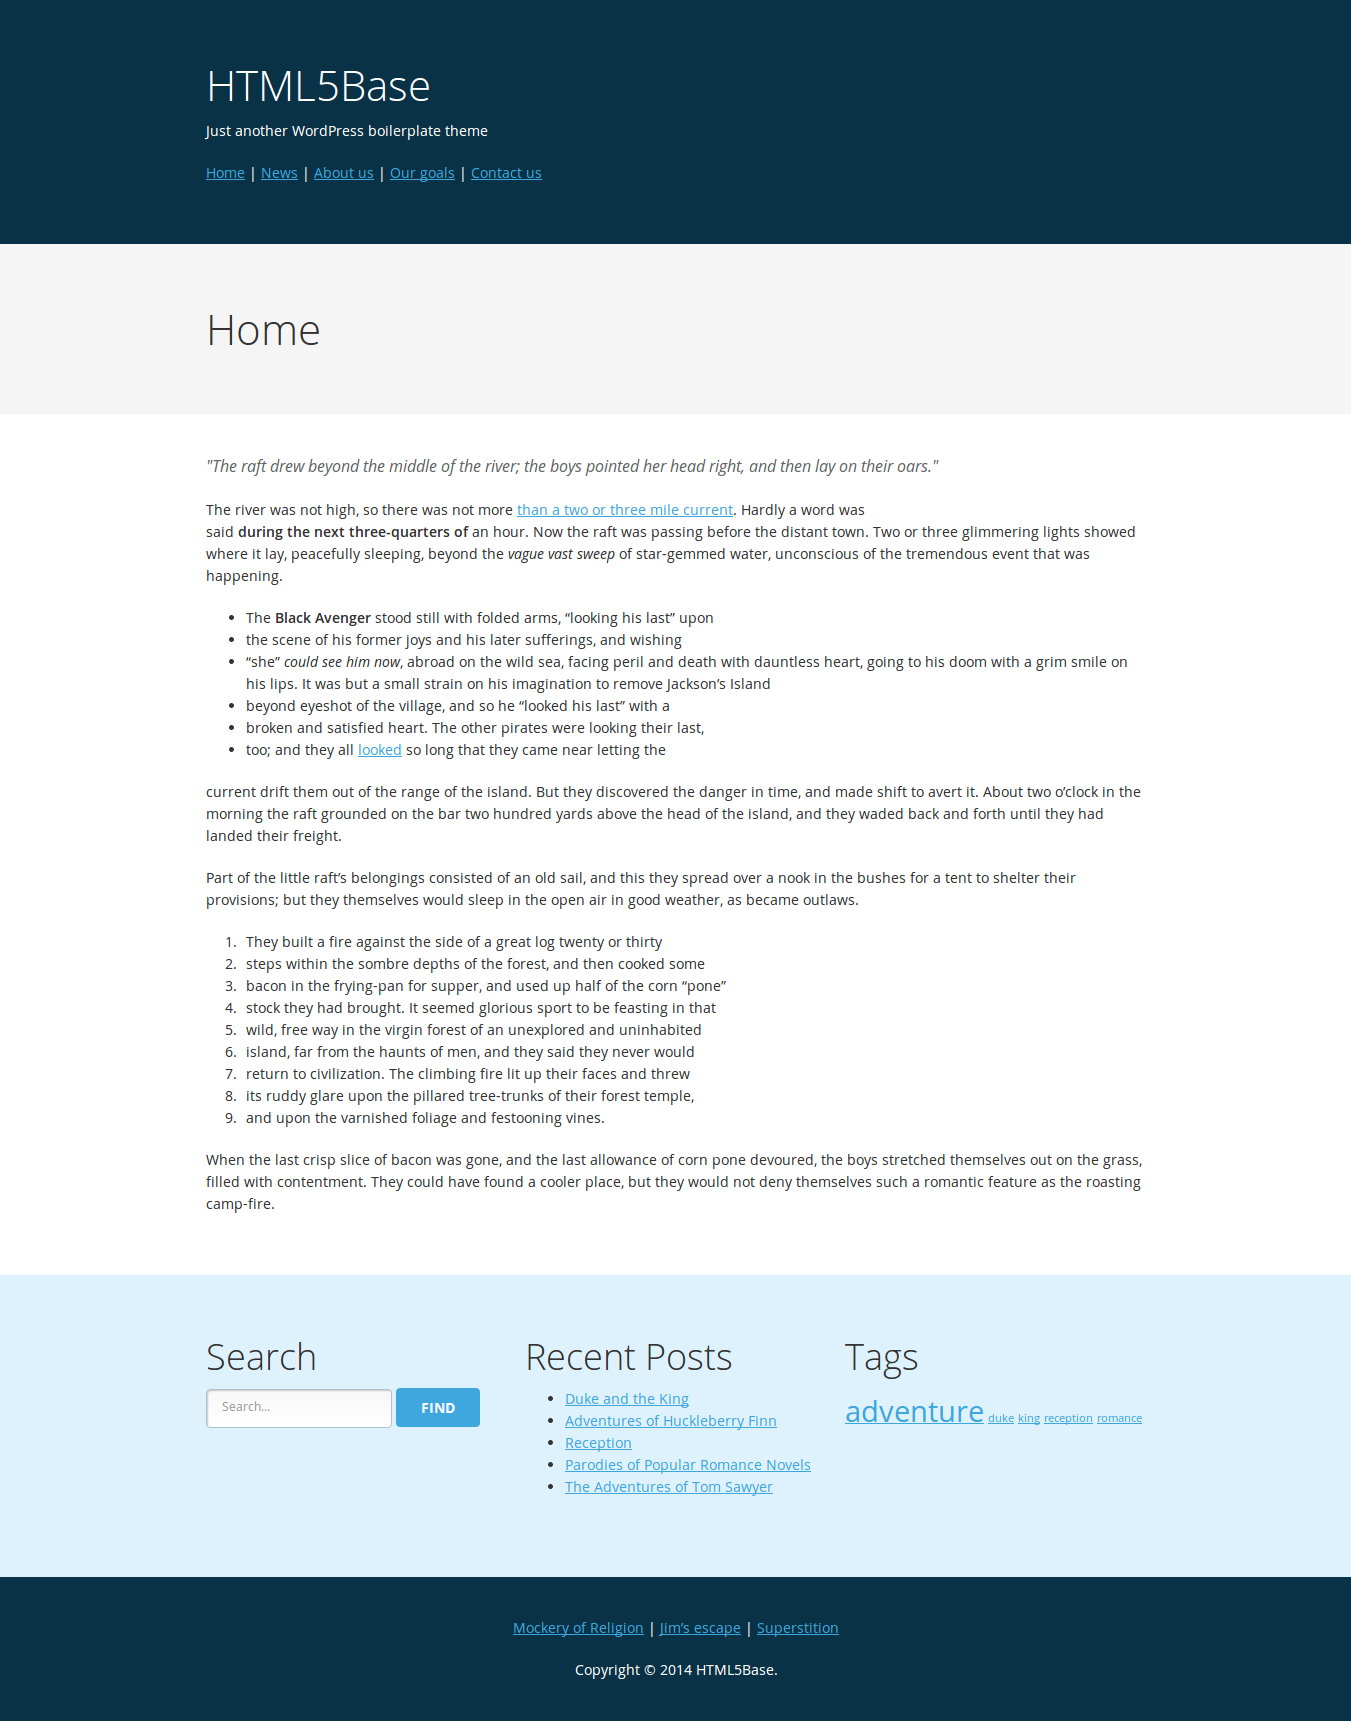 HTML5Base
Just another WordPress boilerplate theme
Home | News | About us | Our goals | Contact us
Home
"The raft drew beyond the middle of the river; the boys pointed her head right, and then lay on their oars."
The river was not high, so there was not more than a two or three mile current. Hardly a word was
said during the next three-quarters of an hour. Now the raft was passing before the distant town. Two or three glimmering lights showed
where it lay, peacefully sleeping, beyond the vague vast sweep of star-gemmed water, unconscious of the tremendous event that was
happening.
• The Black Avenger stood still with folded arms, “looking his last” upon
• the scene of his former joys and his later sufferings, and wishing
• “she” could see him now, abroad on the wild sea, facing peril and death with dauntless heart, going to his doom with a grim smile on
his lips. It was but a small strain on his imagination to remove Jackson’s Island
• beyond eyeshot of the village, and so he “looked his last” with a
• broken and satisfied heart. The other pirates were looking their last,
• too; and they all looked so long that they came near letting the
current drift them out of the range of the island. But they discovered the danger in time, and made shift to avert it. About two o’clock in the
morning the raft grounded on the bar two hundred yards above the head of the island, and they waded back and forth until they had
landed their freight.
Part of the little raft’s belongings consisted of an old sail, and this they spread over a nook in the bushes for a tent to shelter their
provisions; but they themselves would sleep in the open air in good weather, as became outlaws.
1. They built a fire against the side of a great log twenty or thirty
2. steps within the sombre depths of the forest, and then cooked some
3. bacon in the frying-pan for supper, and used up half of the corn “pone”
4. stock they had brought. It seemed glorious sport to be feasting in that
5. wild, free way in the virgin forest of an unexplored and uninhabited
6. island, far from the haunts of men, and they said they never would
7. return to civilization. The climbing fire lit up their faces and threw
8. its ruddy glare upon the pillared tree-trunks of their forest temple,
9. and upon the varnished foliage and festooning vines.
When the last crisp slice of bacon was gone, and the last allowance of corn pone devoured, the boys stretched themselves out on the grass,
filled with contentment. They could have found a cooler place, but they would not deny themselves such a romantic feature as the roasting
camp-fire.
Search
Search...
FIND
Recent Posts
• Duke and the King
• Adventures of Huckleberry Finn
• Reception
• Parodies of Popular Romance Novels
• The Adventures of Tom Sawyer
Tags
adventure duke king reception romance
Mockery of Religion | Jim’s escape | Superstition
Copyright © 2014 HTML5Base.